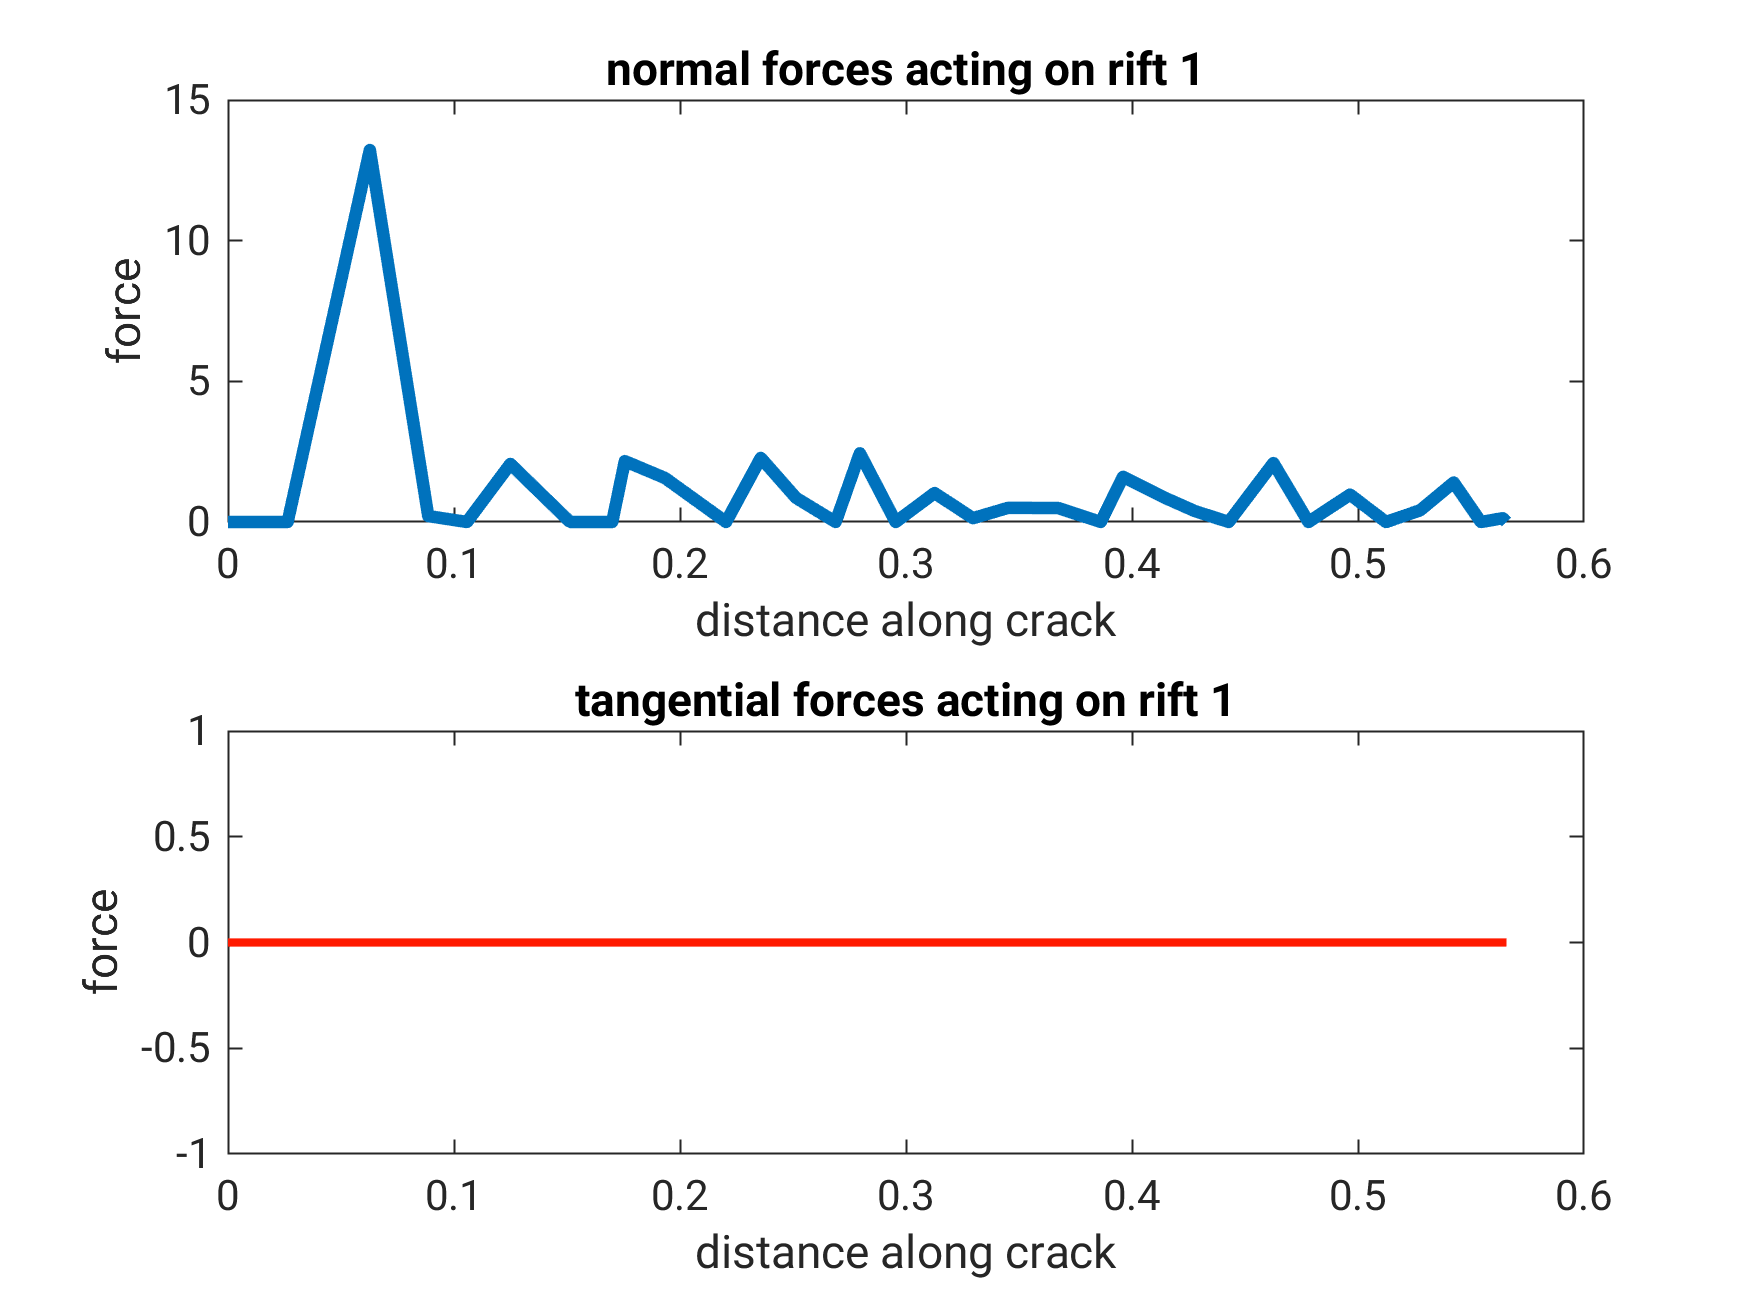 normal forces acting on rift 1
15
10
5
0
force
0 0.1 0.2 0.3 0.4 0.5 0.6
distance along crack
tangential forces acting on rift 1
1
0.5
0
-0.5
-1
force
0 0.1 0.2 0.3 0.4 0.5 0.6
distance along crack